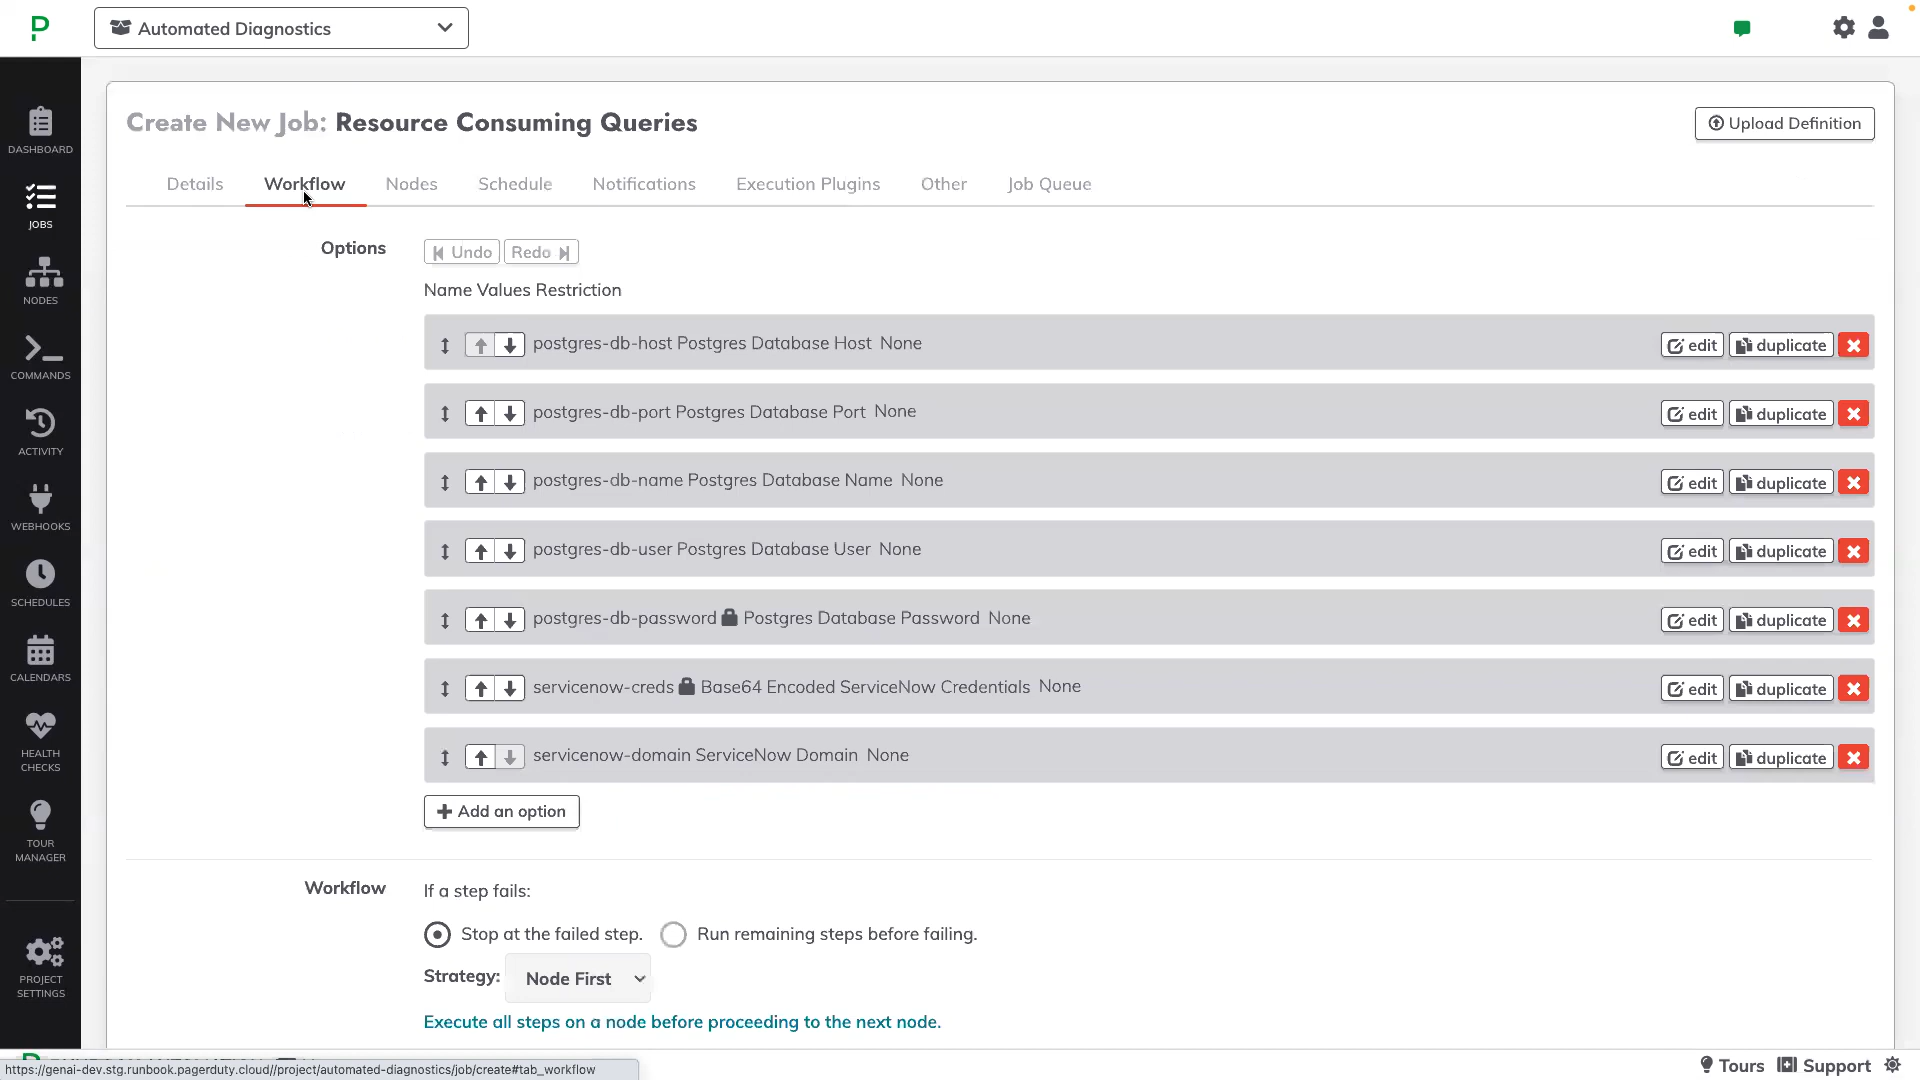 Automated Diagnostics
Create New Job: Resource Consuming Queries
Upload Definition
Details Workflow Nodes Schedule Notifications Execution Plugins Other Job Queue
DASHBOARD
JOBS
NODES
COMMANDS
ACTIVITY
WEBHOOKS
SCHEDULES
CALENDARS
HEALTH
CHECKS
TOUR
MANAGER
PROJECT
SETTINGS
Options
Undo Redo
Name Values Restriction
postgres-db-host Postgres Database Host None edit duplicate
postgres-db-port Postgres Database Port None edit duplicate
postgres-db-name Postgres Database Name None edit duplicate
postgres-db-user Postgres Database User None edit duplicate
postgres-db-password Postgres Database Password None edit duplicate
servicenow-creds Base64 Encoded ServiceNow Credentials None edit duplicate
servicenow-domain ServiceNow Domain None edit duplicate
Add an option
Workflow
If a step fails:
Stop at the failed step. Run remaining steps before failing.
Strategy: Node First
Execute all steps on a node before proceeding to the next node.
https://genai-dev.stg.runbook.pagerduty.cloud//project/automated-diagnostics/job/create#tab_workflow
Tours Support